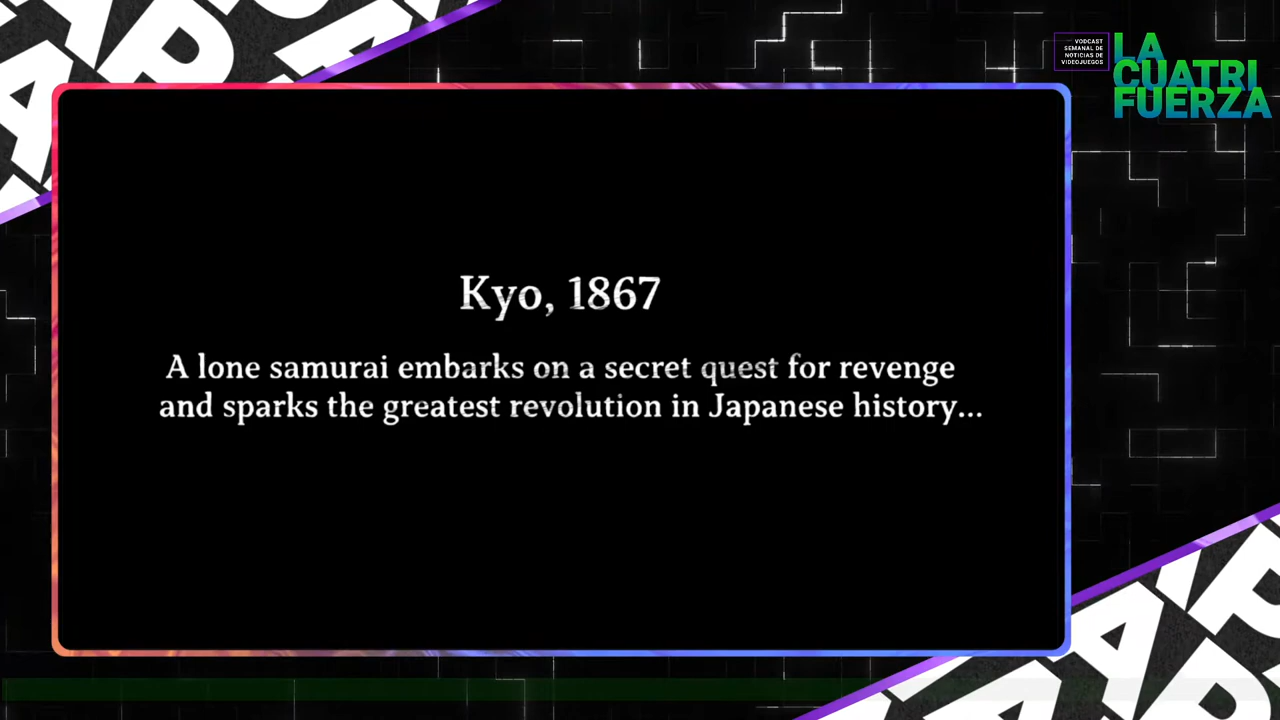 VODCAST
SEMANAL DE
NOTICIAS DE
VIDEOJUEGOS
LA
CUATRI
FUERZA
Kyo, 1867
A lone samurai embarks on a secret quest for revenge
and sparks the greatest revolution in Japanese history...